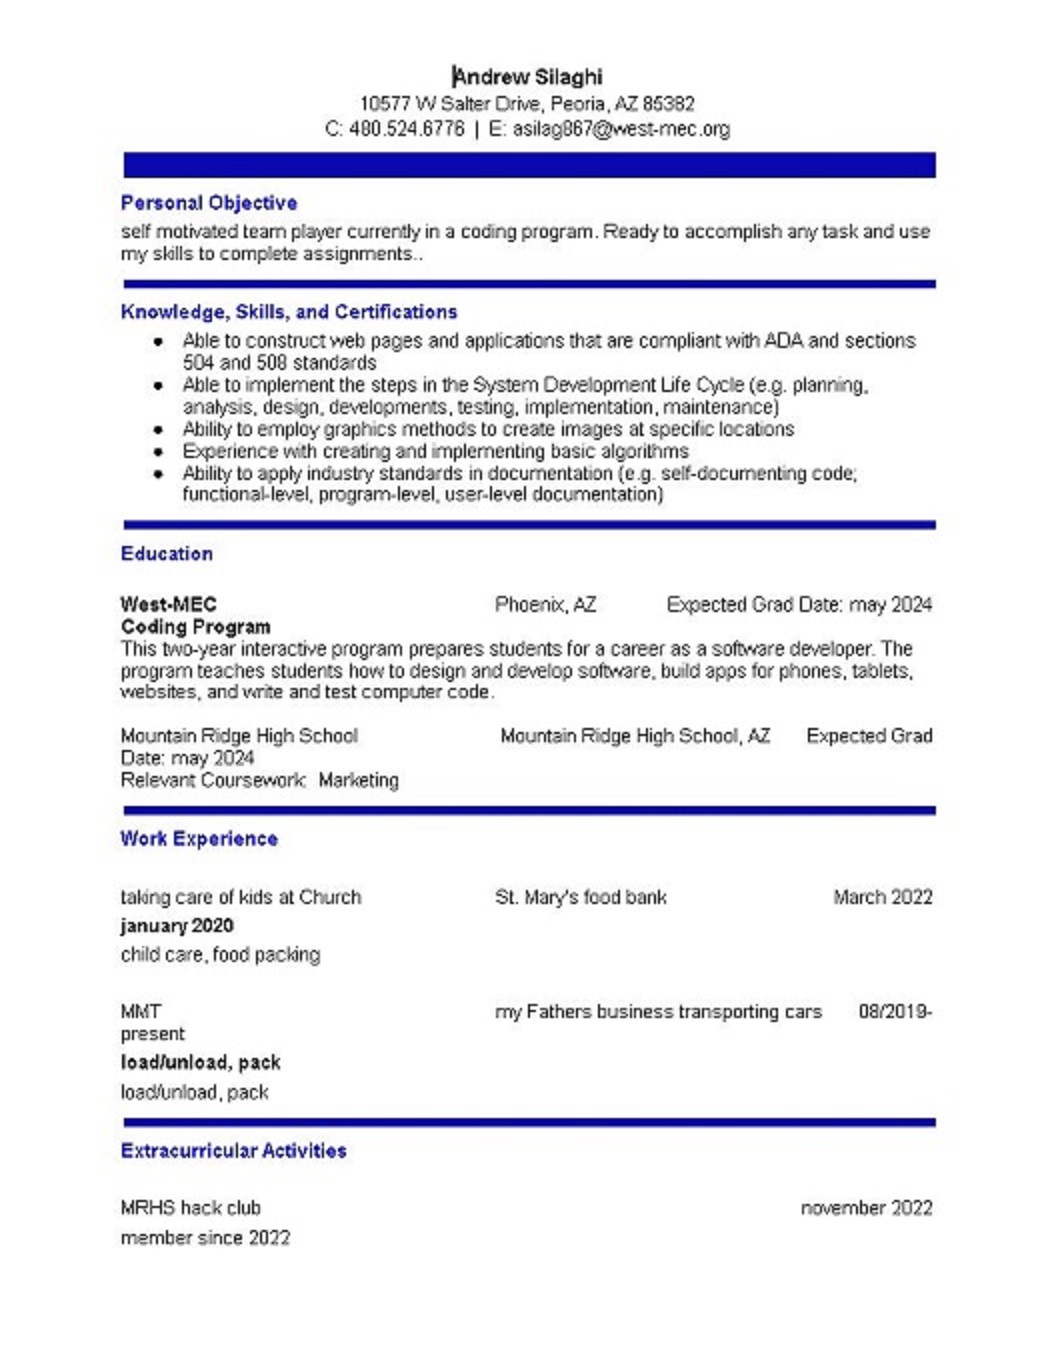 Andrew Silaghi
10577 W Salter Drive, Peoria, AZ 85382
C: 480.524.6776 | E: asilag867@west-mec.org
Personal Objective
self motivated team player currently in a coding program. Ready to accomplish any task and use
my skills to complete assignments..
Knowledge, Skills, and Certifications
● Able to construct web pages and applications that are compliant with ADA and sections
504 and 508 standards
● Able to implement the steps in the System Development Life Cycle (e.g. planning,
analysis, design, developments, testing, implementation, maintenance)
● Ability to employ graphics methods to create images at specific locations
● Experience with creating and implementing basic algorithms
● Ability to apply industry standards in documentation (e.g. self-documenting code;
functional-level, program-level, user-level documentation)
Education
West-MEC Phoenix, AZ Expected Grad Date: may 2024
Coding Program
This two-year interactive program prepares students for a career as a software developer. The
program teaches students how to design and develop software, build apps for phones, tablets,
websites, and write and test computer code.
Mountain Ridge High School Mountain Ridge High School, AZ Expected Grad
Date: may 2024
Relevant Coursework: Marketing
Work Experience
taking care of kids at Church St. Mary's food bank March 2022
january 2020
child care, food packing
MMT my Fathers business transporting cars 08/2019-
present
load/unload, pack
load/unload, pack
Extracurricular Activities
MRHS hack club november 2022
member since 2022